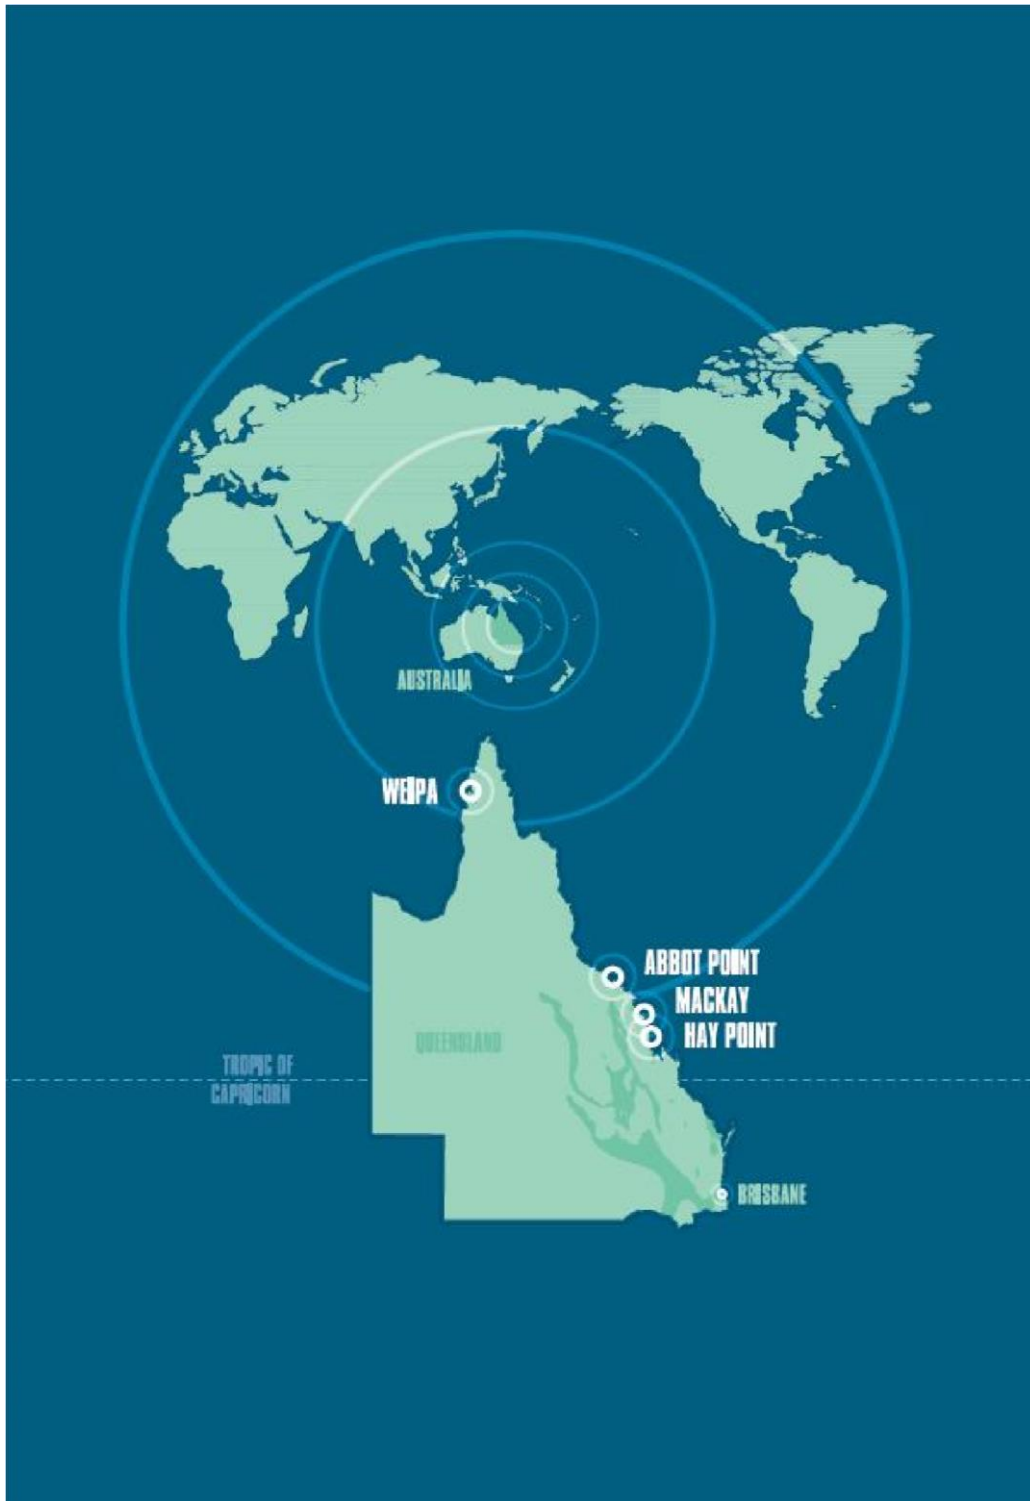 AUSTRALIA
WEIPA
ABBOT POINT
MACKAY
HAY POINT
QUEENSLAND
TROPIC OF
CAPRICORN
BRISBANE